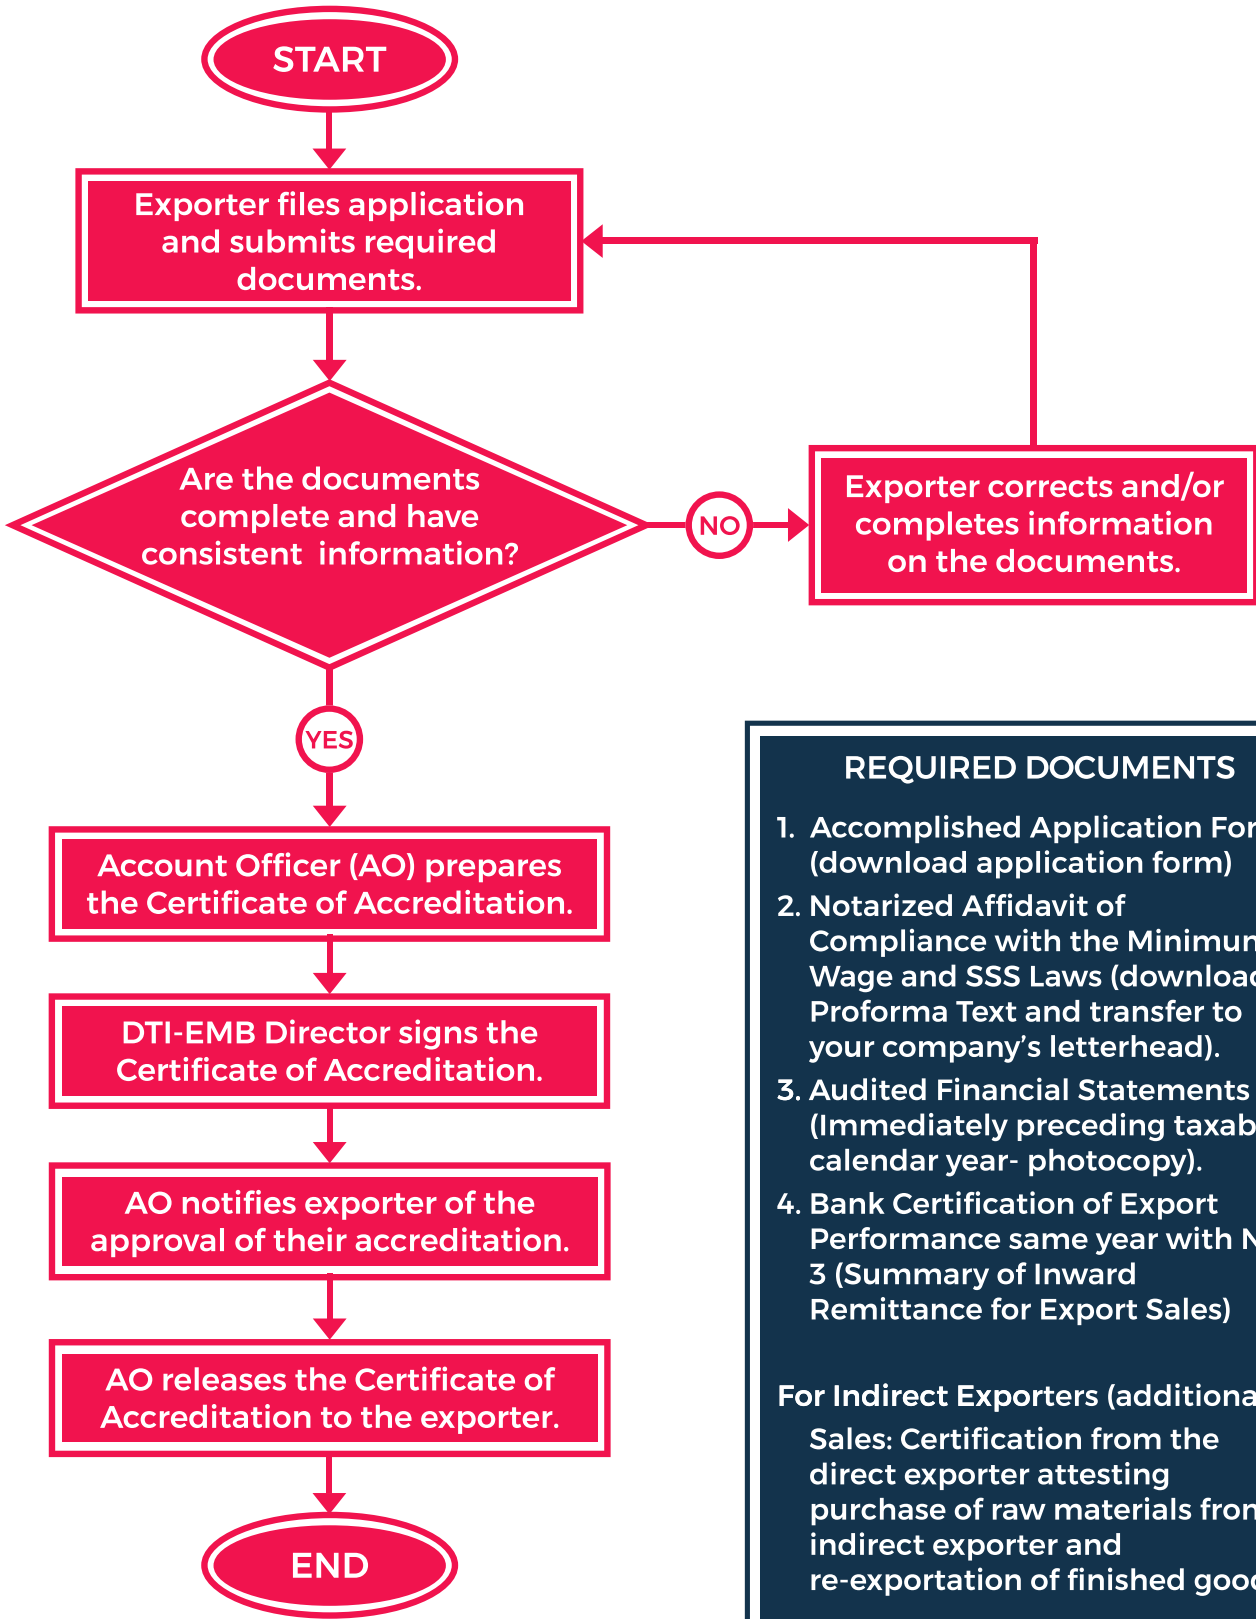 START
Exporter files application
and submits required
documents.
Are the documents
complete and have
consistent information?
NO
Exporter corrects and/or
completes information
on the documents.
YES
Account Officer (AO) prepares
the Certificate of Accreditation.
DTI-EMB Director signs the
Certificate of Accreditation.
AO notifies exporter of the
approval of their accreditation.
AO releases the Certificate of
Accreditation to the exporter.
END
REQUIRED DOCUMENTS
1. Accomplished Application
(download application form)
2. Notarized Affidavit of
Compliance with the
Wage and SSS Laws
Proforma Text and transfer to
your company's letterhead).
3. Audited Financial Statements
(Immediately preceding
calendar year- photocopy).
4. Bank Certification of Export
Performance same year with
3 (Summary of Inward
Remittance for Export Sales)
For Indirect Exporters
Sales: Certification from the
direct exporter attesting
purchase of raw materials
indirect exporter and
re-exportation of finished